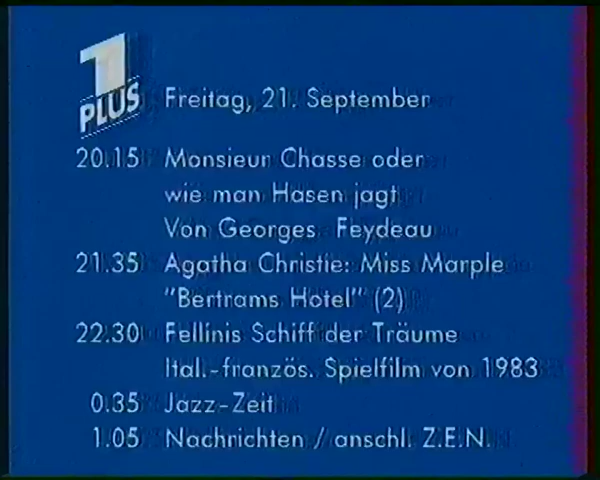 1
PLUS
Freitag, 21. September
20.15 Monsieur Chasse oder
wie man Hasen jagt
Von Georges Feydeau
21.35 Agatha Christie: Miss Marple
"Bertrams Hotel" (2)
22.30 Fellinis Schiff der Träume
Ital.-französ. Spielfilm von 1983
0.35 Jazz-Zeit
1.05 Nachrichten / anschl. Z.E.N.